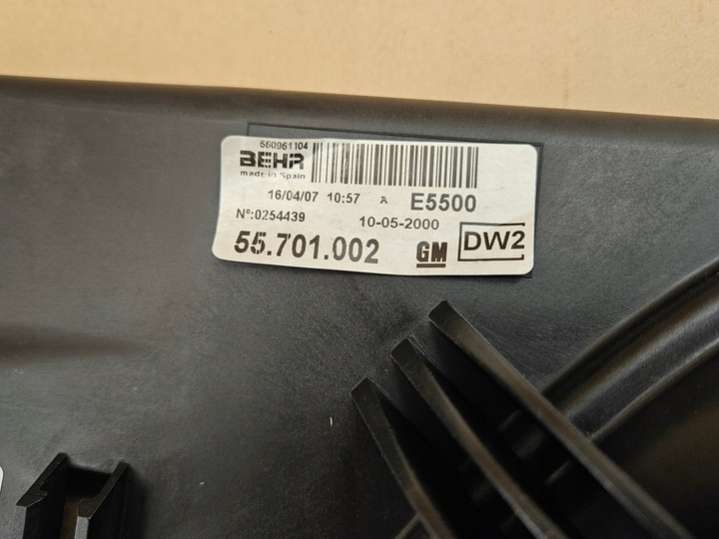 560961104
BEHR
made in Spain
16/04/07 10:57 A E5500
N°:0254439 10-05-2000
55.701.002 GM DW2